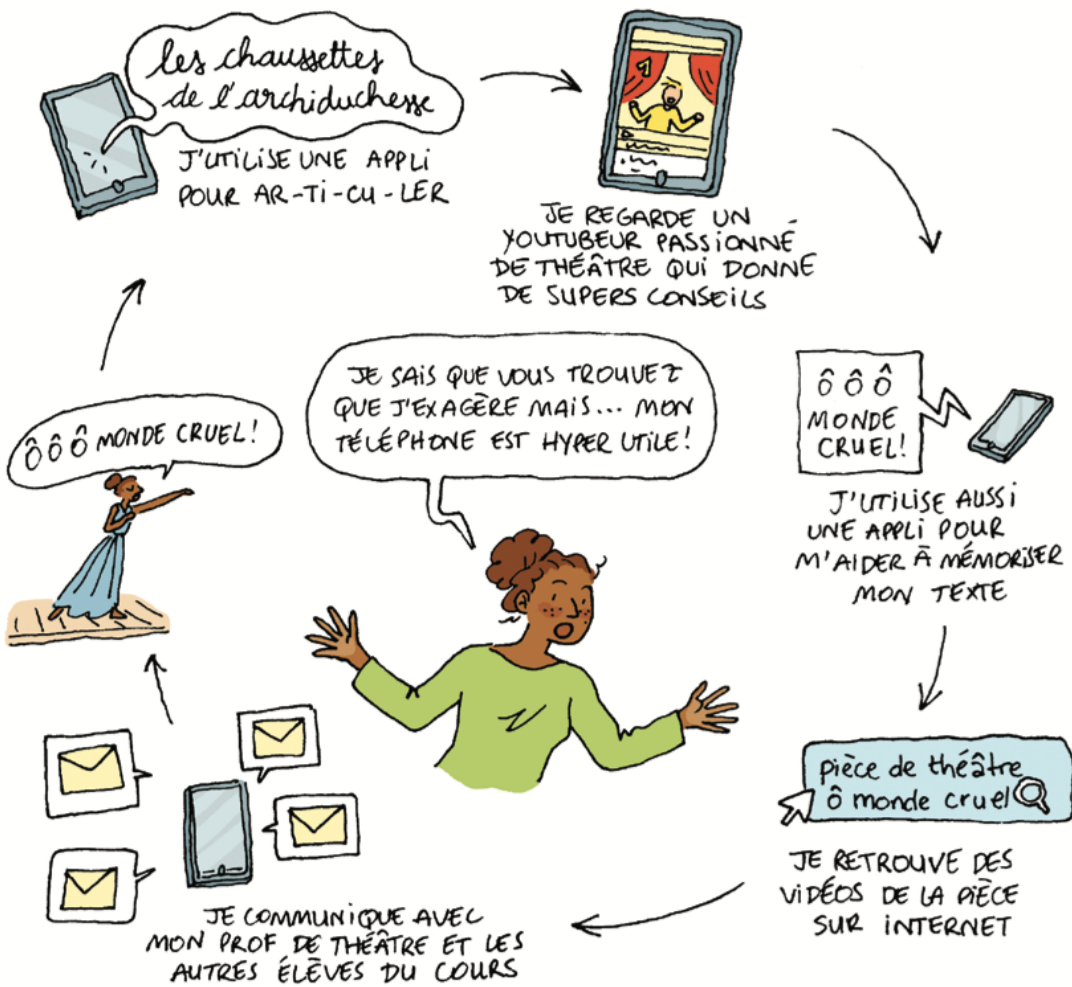 les chaussettes
de l'archiduchesse
J'UTILISE UNE APPLI
POUR AR-TI-CU-LER
JE REGARDE UN
YOUTUBEUR PASSIONNÉ
DE THÉÂTRE QUI DONNE
DE SUPERS CONSEILS
JE SAIS QUE VOUS TROUVEZ
QUE J'EXAGÈRE MAIS... MON
TÉLÉPHONE EST HYPER UTILE!
Ô Ô Ô
MONDE
CRUEL!
J'UTILISE AUSSI
UNE APPLI POUR
M'AIDER À MÉMORISER
MON TEXTE
pièce de théâtre
ô monde cruel
JE RETROUVE DES
VIDÉOS DE LA PIÈCE
SUR INTERNET
JE COMMUNIQUE AVEC
MON PROF DE THÉÂTRE ET LES
AUTRES ÉLÈVES DU COURS
Ô Ô Ô MONDE CRUEL!